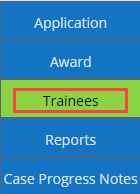 Application
Award
Trainees
Reports
Case Progress Notes